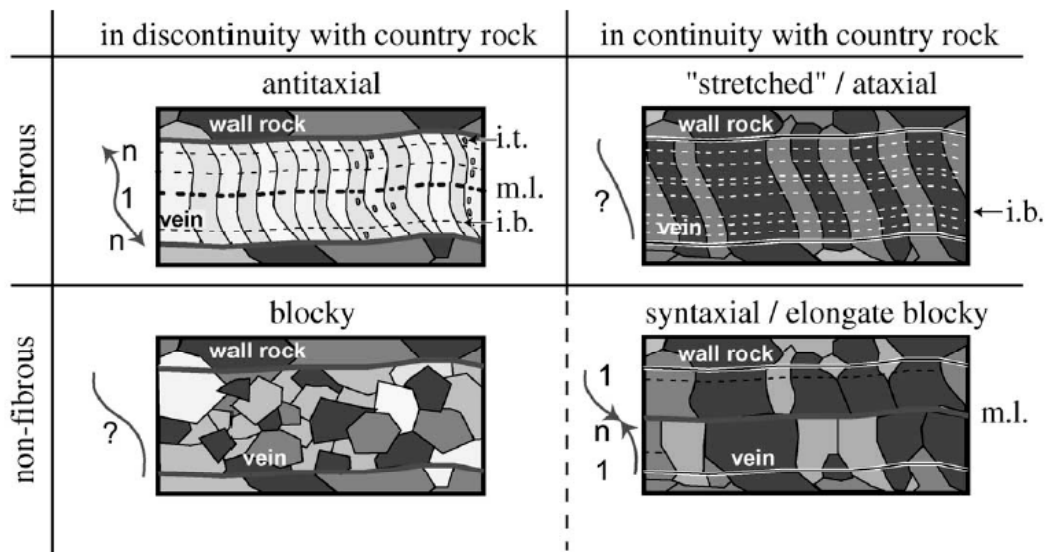 in discontinuity with country rock
in continuity with country rock
fibrous
antitaxial
wall rock
n
1
n
vein
i.t.
m.l.
i.b.
"stretched" / ataxial
wall rock
?
vein
i.b.
non-fibrous
blocky
wall rock
?
vein
syntaxial / elongate blocky
wall rock
1
n
1
vein
m.l.